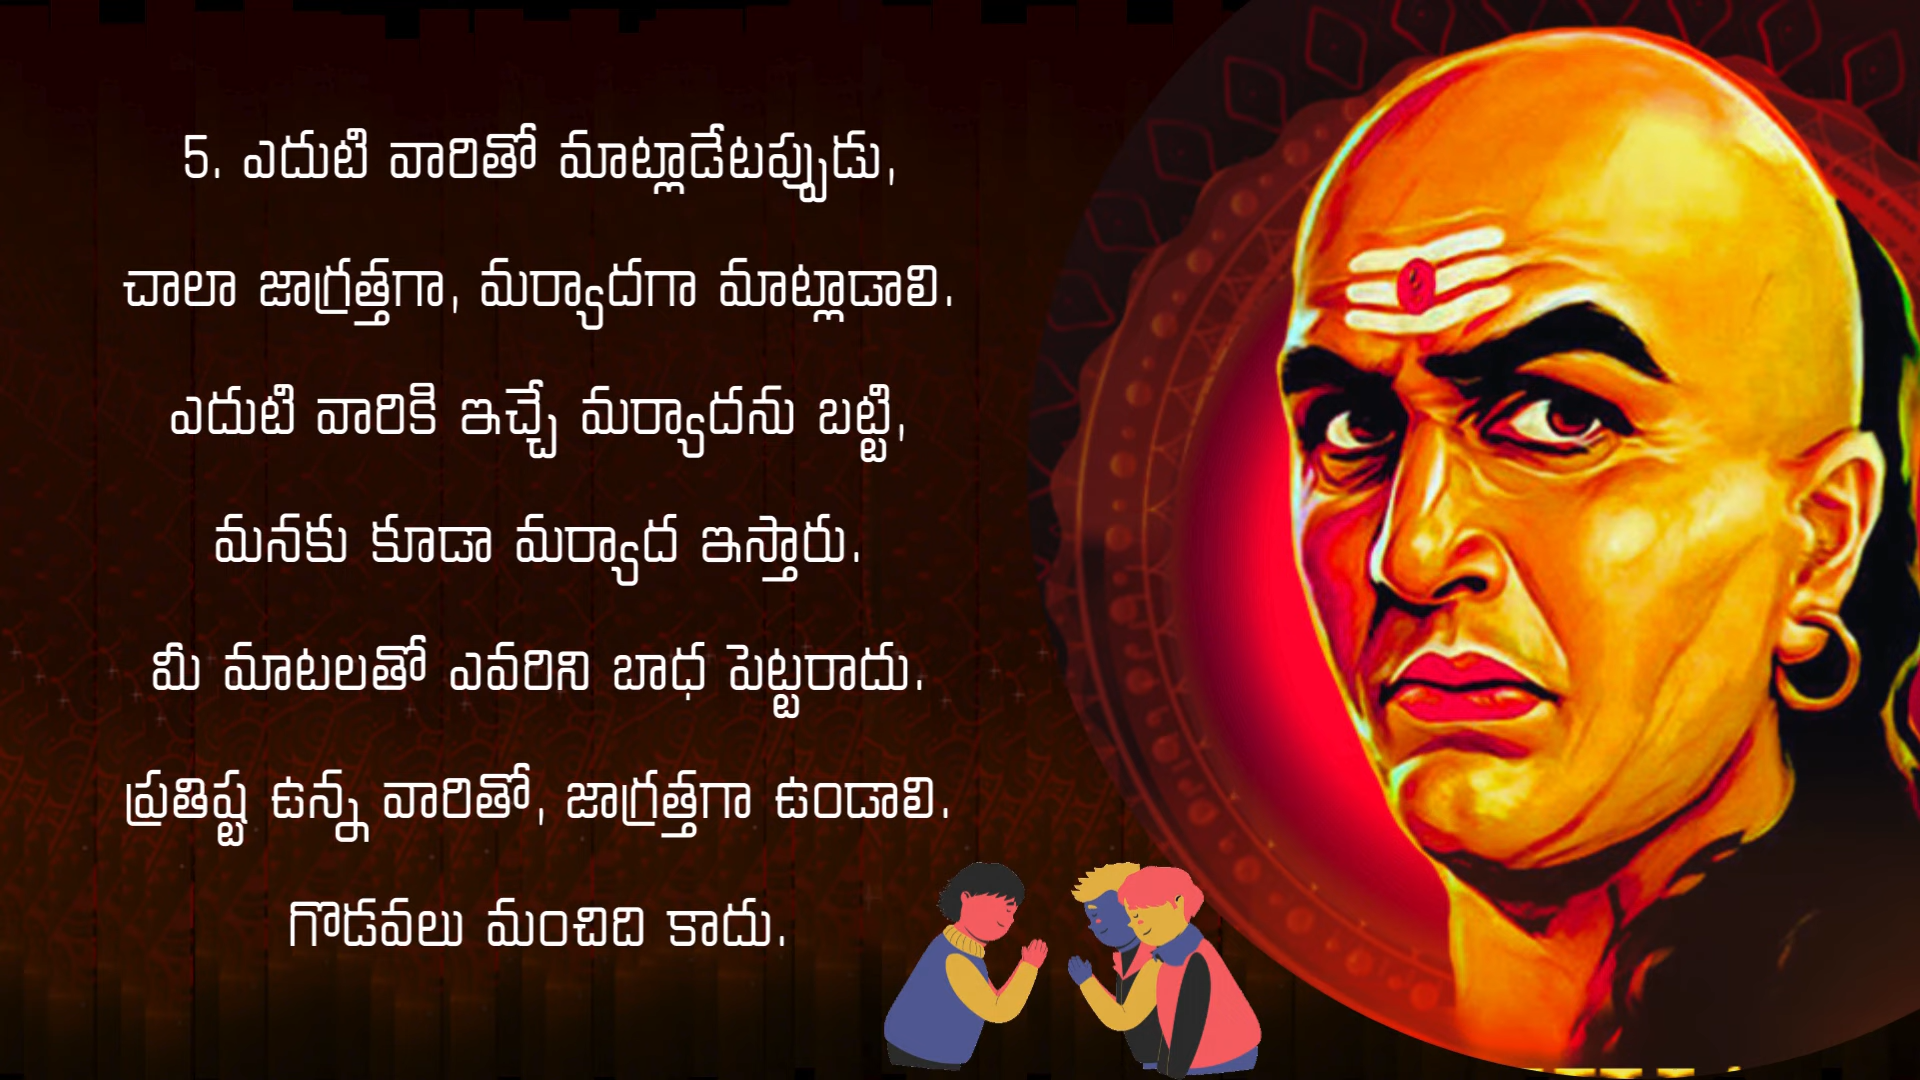 5. ఎదుటి వారితో మాట్లాడేటప్పుడు,
చాలా జాగ్రత్తగా, మర్యాదగా మాట్లాడాలి.
ఎదుటి వారికి ఇచ్చే మర్యాదను బట్టి,
మనకు కూడా మర్యాద ఇస్తారు.
మీ మాటలతో ఎవరిని బాధ పెట్టరాదు.
ప్రతిష్ట ఉన్న వారితో, జాగ్రత్తగా ఉండాలి.
గొడవలు మంచిది కాదు.